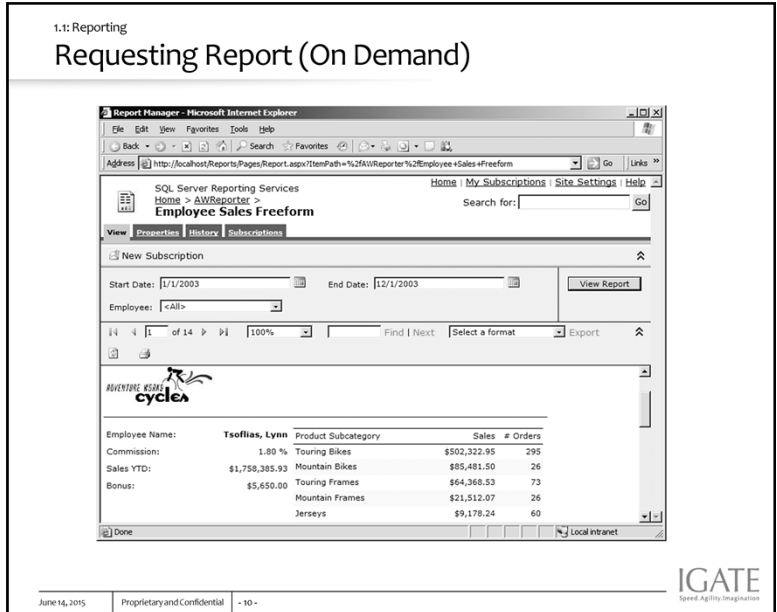 1.1: Reporting
Requesting Report (On Demand)
Report Manager - Microsoft Internet Explorer
File Edit View Favorites Tools Help
Back Search Favorites
Address http://localhost/Reports/Pages/Report.aspx?ItemPath=%2fAWReporter%2fEmployee+Sales+Freeform Go Links »
SQL Server Reporting Services
Home | My Subscriptions | Site Settings | Help
Home > AWReporter >
Employee Sales Freeform
Search for: Go
View Properties History Subscriptions
New Subscription
Start Date: 1/1/2003 End Date: 12/1/2003 View Report
Employee: <All>
1 of 14 100% Find | Next Select a format Export
ADVENTURE WORKS
cycles
Employee Name: Tsoflias, Lynn Product Subcategory Sales # Orders
Commission: 1.80 % Touring Bikes $502,322.95 295
Sales YTD: $1,758,385.93 Mountain Bikes $85,481.50 26
Bonus: $5,650.00 Touring Frames $64,368.53 73
Mountain Frames $21,512.07 26
Jerseys $9,178.24 60
Done Local intranet
June 14, 2015 Proprietary and Confidential - 10 -
IGATE
Speed.Agility.Imagination